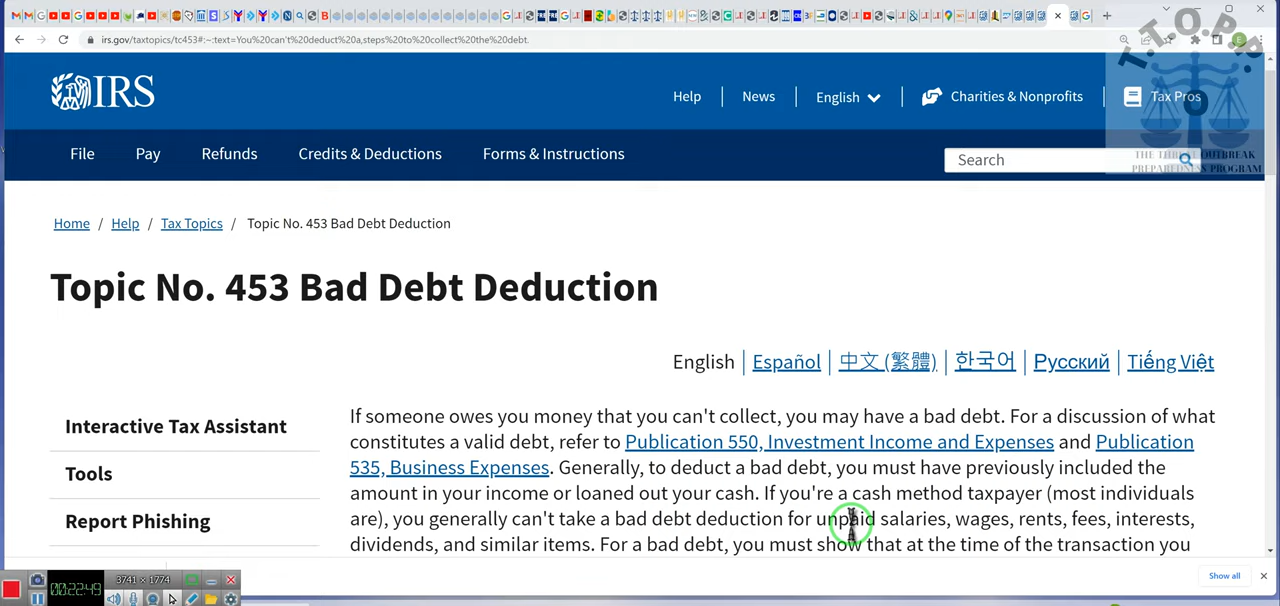 irs.gov/taxtopics/tc453#:~:text=You%20can't%20deduct%20a,steps%20to%20collect%20the%20debt.
T.T.O.P.P.
IRS
Help
News
English
Charities & Nonprofits
Tax Pros
File
Pay
Refunds
Credits & Deductions
Forms & Instructions
Search
PREPAREDNESS PROGRAM
Home / Help / Tax Topics / Topic No. 453 Bad Debt Deduction
Topic No. 453 Bad Debt Deduction
English | Español | 中文 (繁體) | 한국어 | Русский | Tiếng Việt
Interactive Tax Assistant
Tools
Report Phishing
If someone owes you money that you can't collect, you may have a bad debt. For a discussion of what
constitutes a valid debt, refer to Publication 550, Investment Income and Expenses and Publication
535, Business Expenses. Generally, to deduct a bad debt, you must have previously included the
amount in your income or loaned out your cash. If you're a cash method taxpayer (most individuals
are), you generally can't take a bad debt deduction for unpaid salaries, wages, rents, fees, interests,
dividends, and similar items. For a bad debt, you must show that at the time of the transaction you
Show all
3741 × 1774
00:22:49